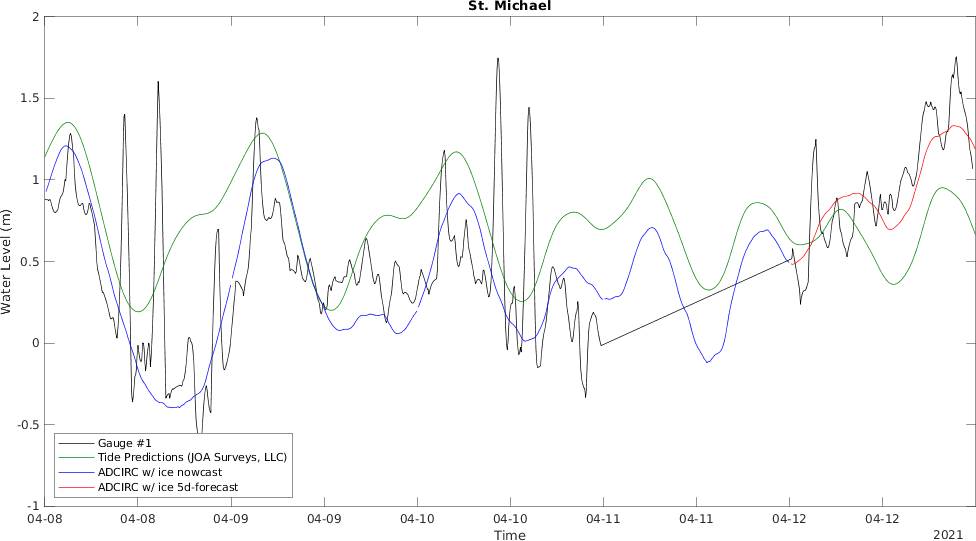 St. Michael
2
1.5
1
0.5
0
-0.5
-1
Water Level (m)
Gauge #1
Tide Predictions (JOA Surveys, LLC)
ADCIRC w/ ice nowcast
ADCIRC w/ ice 5d-forecast
04-08 04-08 04-09 04-09 04-10 04-10 04-11 04-11 04-12 04-12
Time
2021